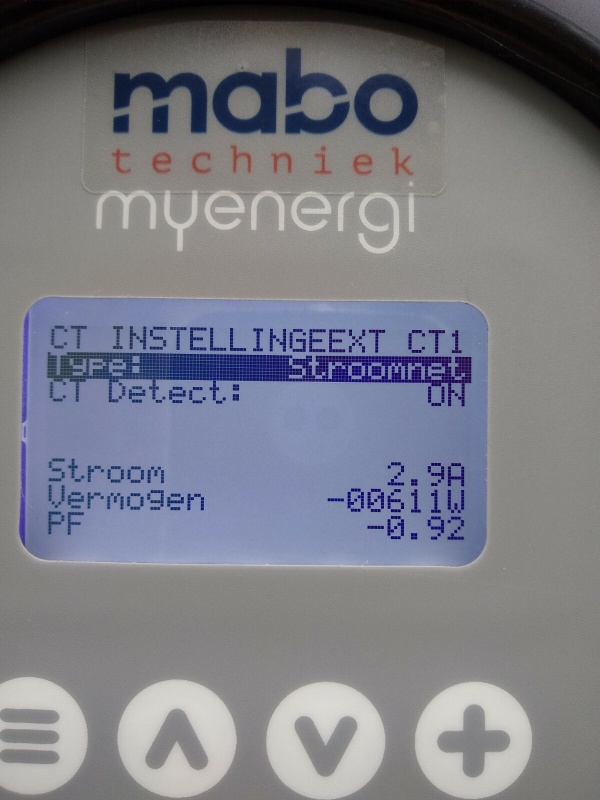 mabo
techniek
myenergi
CT INSTELLINGEEXT CT1
Type: Stroomnet
CT Detect: ON
Stroom 2.9A
Vermogen -00611W
PF -0.92